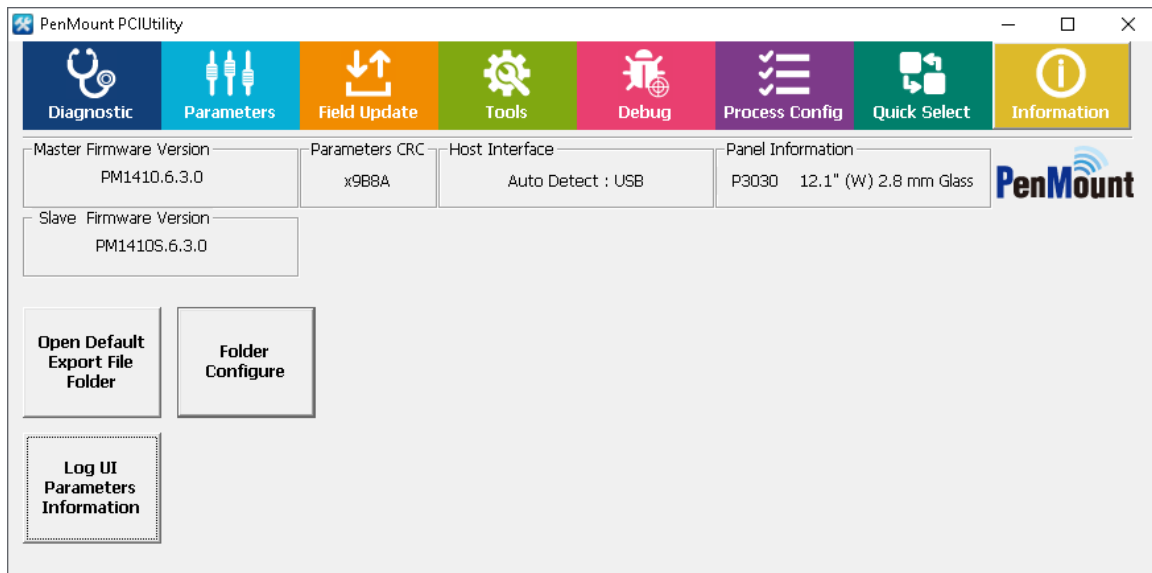 PenMount PCIUtility
Diagnostic
Parameters
Field Update
Tools
Debug
Process Config
Quick Select
Information
Master Firmware Version
PM1410.6.3.0
Parameters CRC
x9B8A
Host Interface
Auto Detect : USB
Panel Information
P3030 12.1" (W) 2.8 mm Glass
PenMount
Slave Firmware Version
PM1410S.6.3.0
Open Default
Export File
Folder
Folder
Configure
Log UI
Parameters
Information